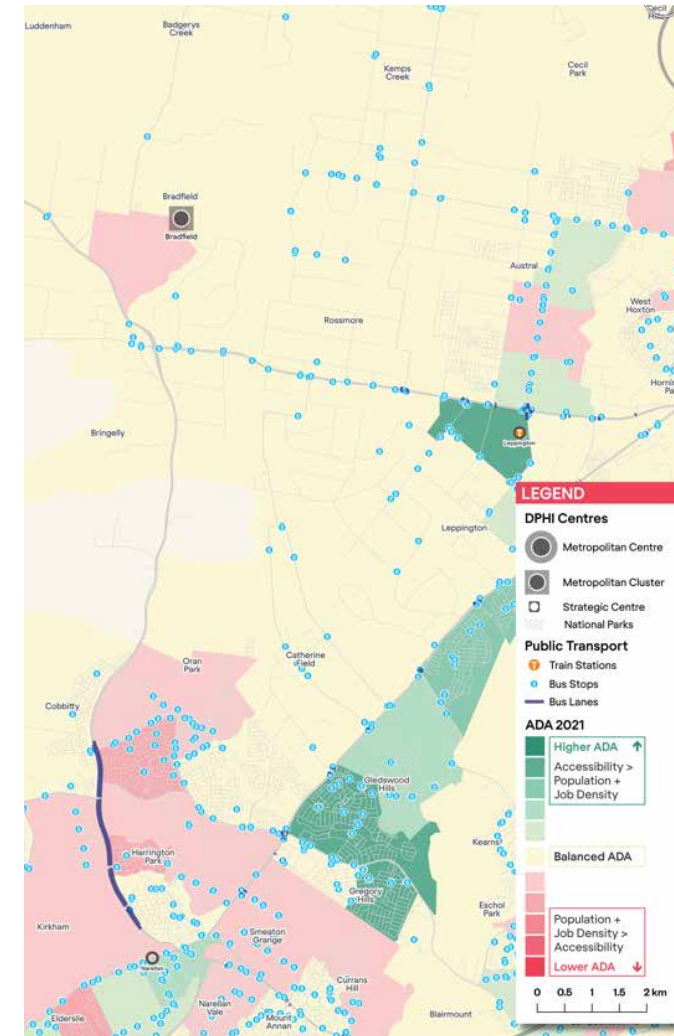 Luddenham
Badgerys
Creek
Cecil
Hills
Kemps
Creek
Cecil
Park
Bradfield
Bradfield
Austral
West
Hoxton
Rossmore
Bringelly
Leppington
LEGEND
DPHI Centres
Metropolitan Centre
Metropolitan Cluster
Strategic Centre
National Parks
Public Transport
T Train Stations
Bus Stops
Bus Lanes
ADA 2021
Higher ADA ↑
Accessibility >
Population +
Job Density
Balanced ADA
Population +
Job Density >
Accessibility
Lower ADA ↓
0 0.5 1 1.5 2 km
Leppington
Catherine
Field
Oran
Park
Cobbitty
Gledswood
Hills
Kearns
Harrington
Park
Gregory
Hills
Eschol
Park
Kirkham
Smeaton
Grange
Narellan
Currans
Hill
Narellan
Vale
Elderslie
Mount
Annan
Blairmount